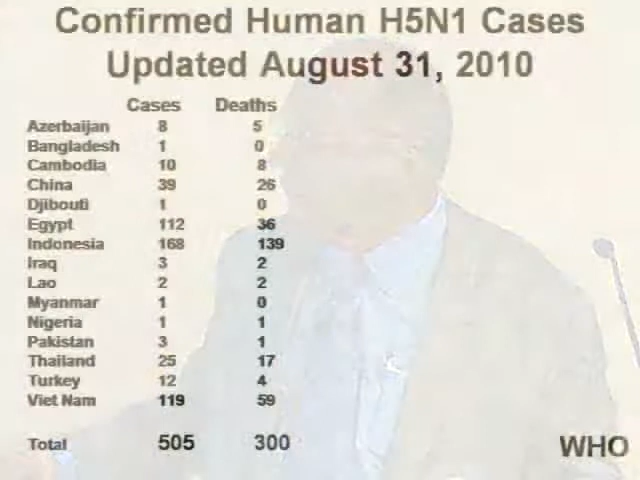 Confirmed Human H5N1 Cases
Updated August 31, 2010
Cases Deaths
Azerbaijan 8 5
Bangladesh 1 0
Cambodia 10 8
China 39 26
Djibouti 1 0
Egypt 112 36
Indonesia 168 139
Iraq 3 2
Lao 2 2
Myanmar 1 0
Nigeria 1 1
Pakistan 3 1
Thailand 25 17
Turkey 12 4
Viet Nam 119 59
Total 505 300
WHO